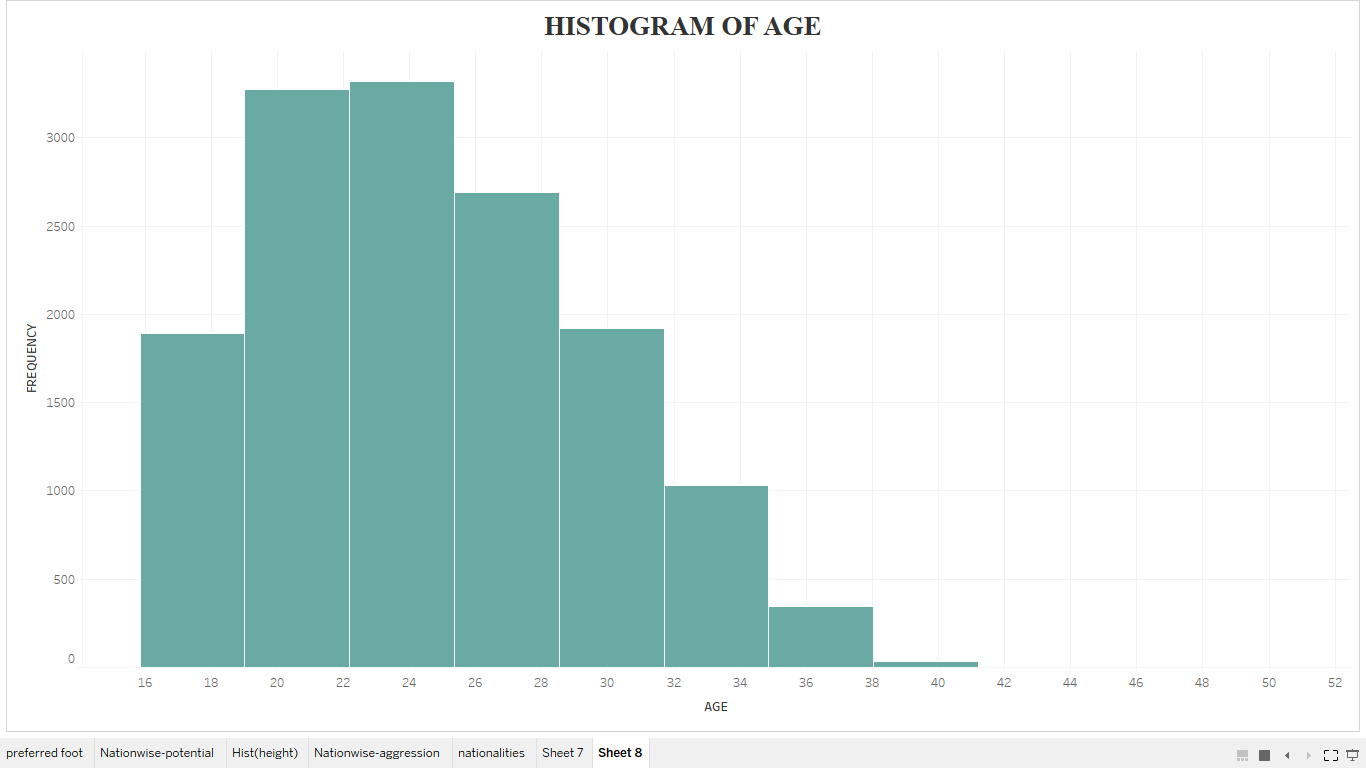 HISTOGRAM OF AGE
3000
2500
2000
1500
1000
500
0
FREQUENCY
16 18 20 22 24 26 28 30 32 34 36 38 40 42 44 46 48 50 52
AGE
preferred foot Nationwise-potential Hist(height) Nationwise-aggression nationalities Sheet 7 Sheet 8